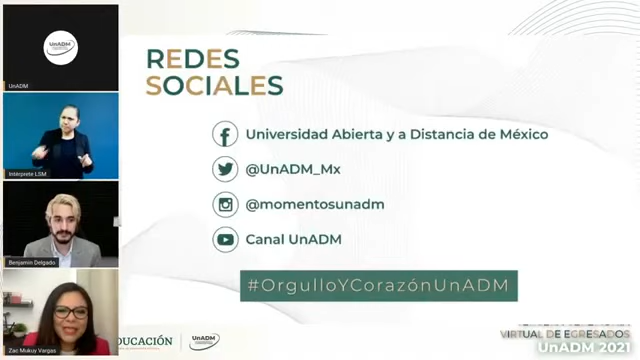 UnADM
UnADM
Intérprete LSM
Benjamin Delgado
Zac Mukuy Vargas
REDES
SOCIALES
Universidad Abierta y a Distancia de México
@UnADM_Mx
@momentosunadm
Canal UnADM
#OrgulloYCorazónUnADM
EDUCACIÓN
UnADM
VIRTUAL DE EGRESADOS
UnADM 2021